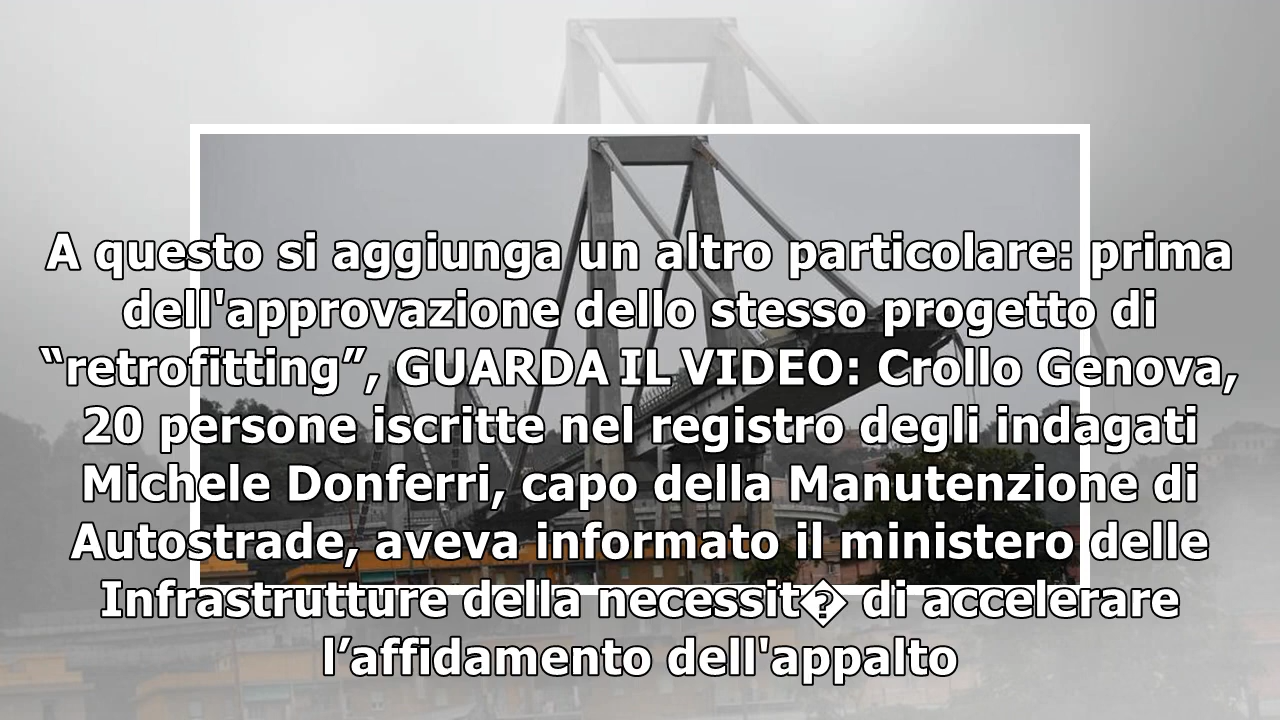 A questo si aggiunga un altro particolare: prima
dell'approvazione dello stesso progetto di
“retrofitting”, GUARDA IL VIDEO: Crollo Genova,
20 persone iscritte nel registro degli indagati
Michele Donferri, capo della Manutenzione di
Autostrade, aveva informato il ministero delle
Infrastrutture della necessit� di accelerare
l’affidamento dell'appalto